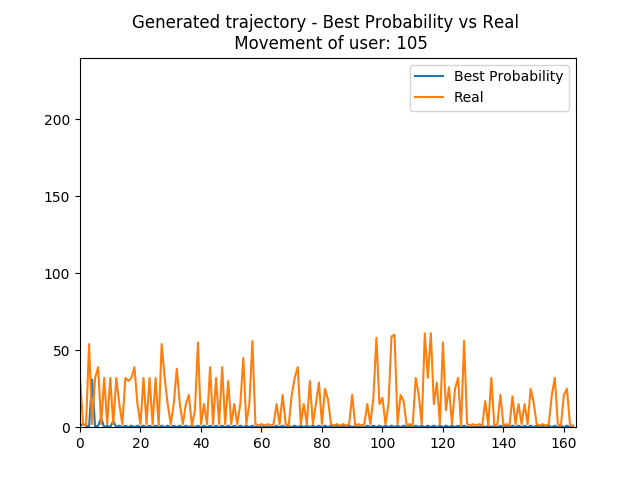 Generated trajectory - Best Probability vs Real
Movement of user: 105
Best Probability
Real
200
150
100
50
0
0 20 40 60 80 100 120 140 160